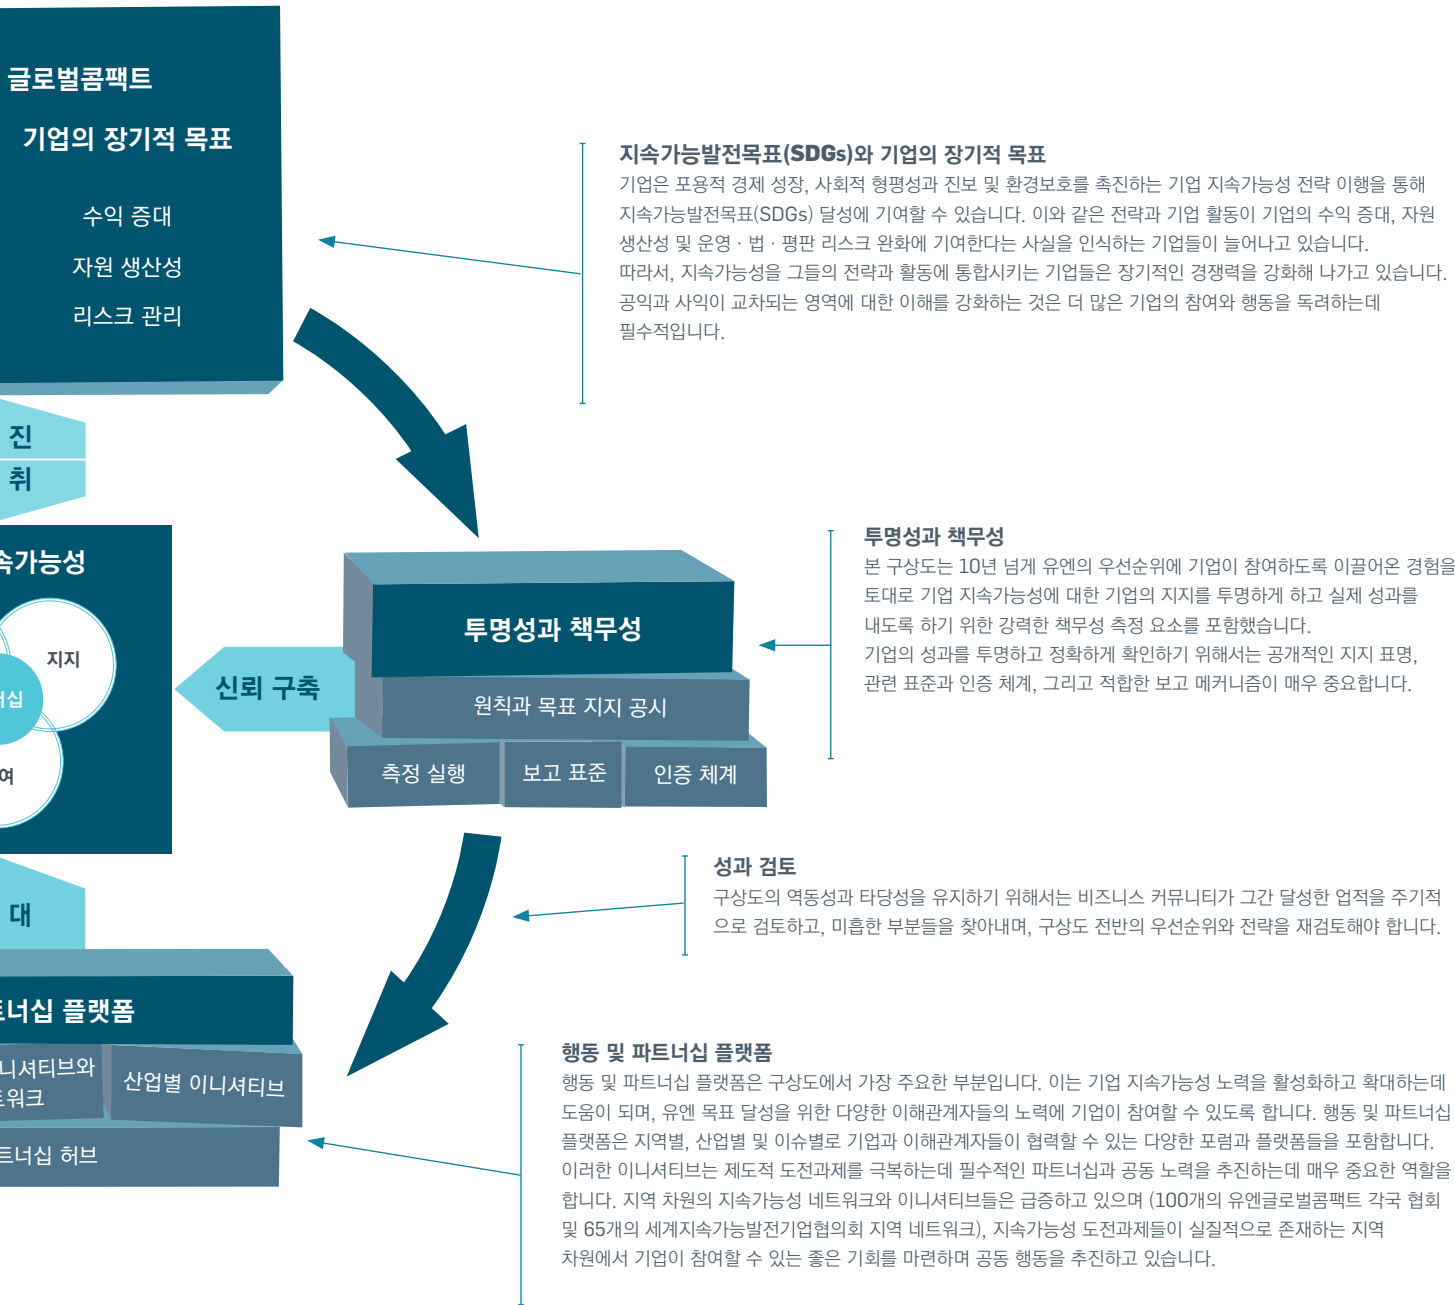 글로벌콤팩트
기업의 장기적 목표
수익 증대
자원 생산성
리스크 관리
지속가능발전목표(SDGs)와 기업의 장기적 목표
기업은 포용적 경제 성장, 사회적 형평성과 진보 및 환경보호를 촉진하는 기업 지속가능성 전략 이행을 통해
지속가능발전목표(SDGs) 달성에 기여할 수 있습니다. 이와 같은 전략과 기업 활동이 기업의 수익 증대, 자원
생산성 및 운영 · 법 · 평판 리스크 완화에 기여한다는 사실을 인식하는 기업들이 늘어나고 있습니다.
따라서, 지속가능성을 그들의 전략과 활동에 통합시키는 기업들은 장기적인 경쟁력을 강화해 나가고 있습니다.
공익과 사익이 교차되는 영역에 대한 이해를 강화하는 것은 더 많은 기업의 참여와 행동을 독려하는데
필수적입니다.
진
취
속가능성
지지
너십
여
신뢰 구축
투명성과 책무성
원칙과 목표 지지 공시
측정 실행
보고 표준
인증 체계
투명성과 책무성
본 구상도는 10년 넘게 유엔의 우선순위에 기업이 참여하도록 이끌어온 경험을
토대로 기업 지속가능성에 대한 기업의 지지를 투명하게 하고 실제 성과를
내도록 하기 위한 강력한 책무성 측정 요소를 포함했습니다.
기업의 성과를 투명하고 정확하게 확인하기 위해서는 공개적인 지지 표명,
관련 표준과 인증 체계, 그리고 적합한 보고 메커니즘이 매우 중요합니다.
대
성과 검토
구상도의 역동성과 타당성을 유지하기 위해서는 비즈니스 커뮤니티가 그간 달성한 업적을 주기적
으로 검토하고, 미흡한 부분들을 찾아내며, 구상도 전반의 우선순위와 전략을 재검토해야 합니다.
트너십 플랫폼
니셔티브와
트워크
산업별 이니셔티브
트너십 허브
행동 및 파트너십 플랫폼
행동 및 파트너십 플랫폼은 구상도에서 가장 주요한 부분입니다. 이는 기업 지속가능성 노력을 활성화하고 확대하는데
도움이 되며, 유엔 목표 달성을 위한 다양한 이해관계자들의 노력에 기업이 참여할 수 있도록 합니다. 행동 및 파트너십
플랫폼은 지역별, 산업별 및 이슈별로 기업과 이해관계자들이 협력할 수 있는 다양한 포럼과 플랫폼들을 포함합니다.
이러한 이니셔티브는 제도적 도전과제를 극복하는데 필수적인 파트너십과 공동 노력을 추진하는데 매우 중요한 역할을
합니다. 지역 차원의 지속가능성 네트워크와 이니셔티브들은 급증하고 있으며 (100개의 유엔글로벌콤팩트 각국 협회
및 65개의 세계지속가능발전기업협의회 지역 네트워크), 지속가능성 도전과제들이 실질적으로 존재하는 지역
차원에서 기업이 참여할 수 있는 좋은 기회를 마련하며 공동 행동을 추진하고 있습니다.